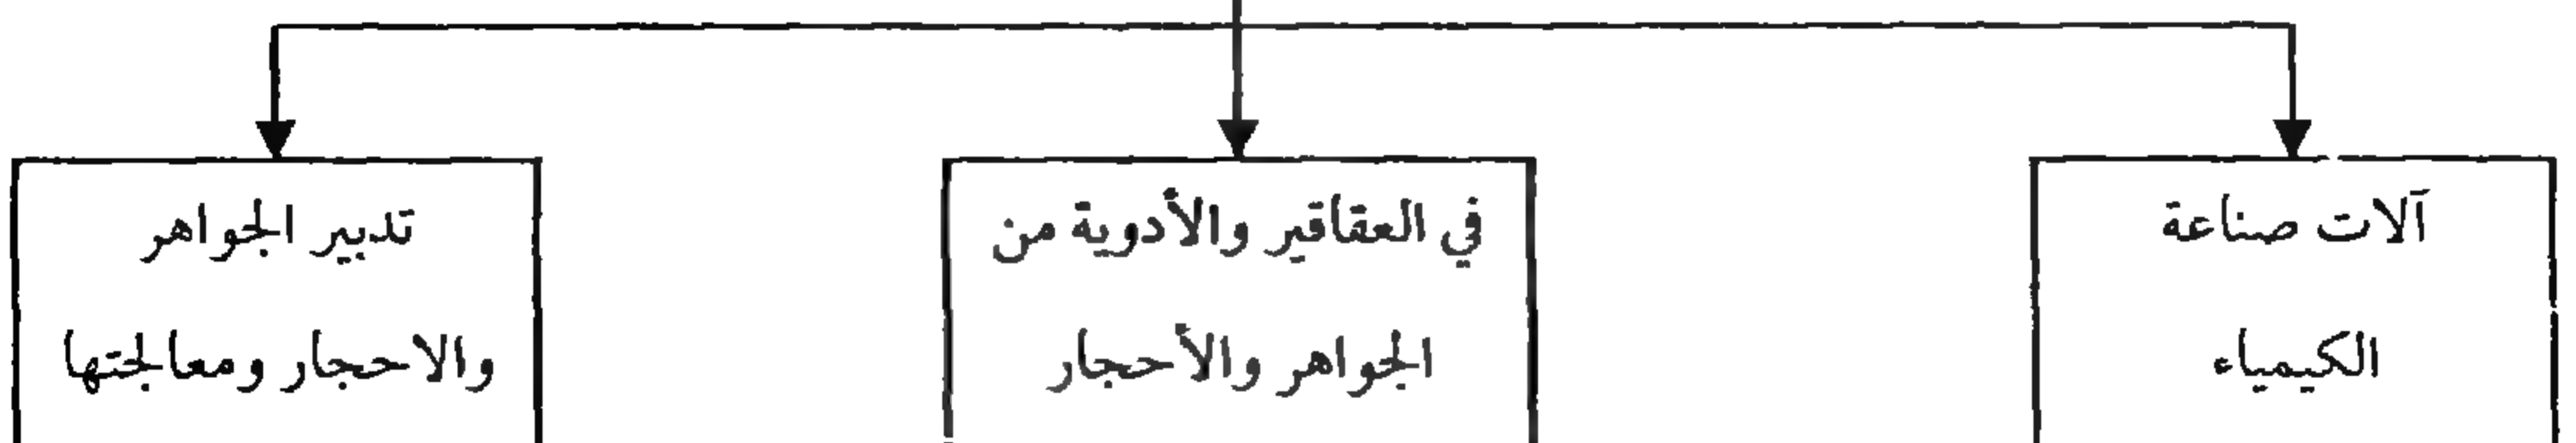 آلات صناعة
الكيمياء
في العقاقير والأدوية من
الجواهر والأحجار
تدبير الجواهر
والاحجار ومعالجتها